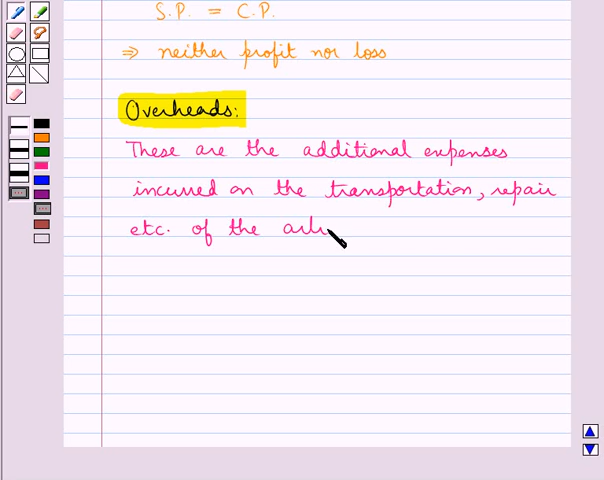 S.P. = C.P.
⇒ neither profit nor loss
Overheads:
These are the additional expenses
incurred on the transportation, repair
etc. of the